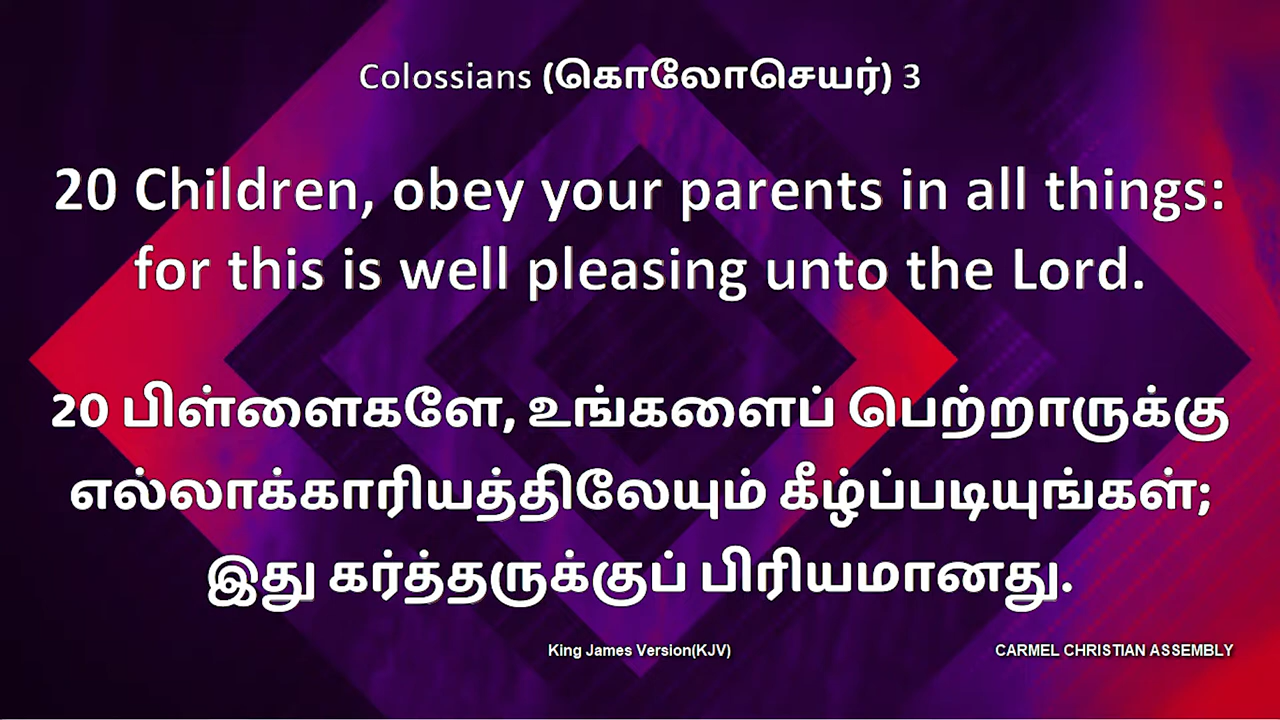 Colossians (கொலோசெயர்) 3
20 Children, obey your parents in all things:
for this is well pleasing unto the Lord.
20 பிள்ளைகளே, உங்களைப் பெற்றாருக்கு
எல்லாக்காரியத்திலேயும் கீழ்ப்படியுங்கள்;
இது கர்த்தருக்குப் பிரியமானது.
King James Version(KJV)
CARMEL CHRISTIAN ASSEMBLY